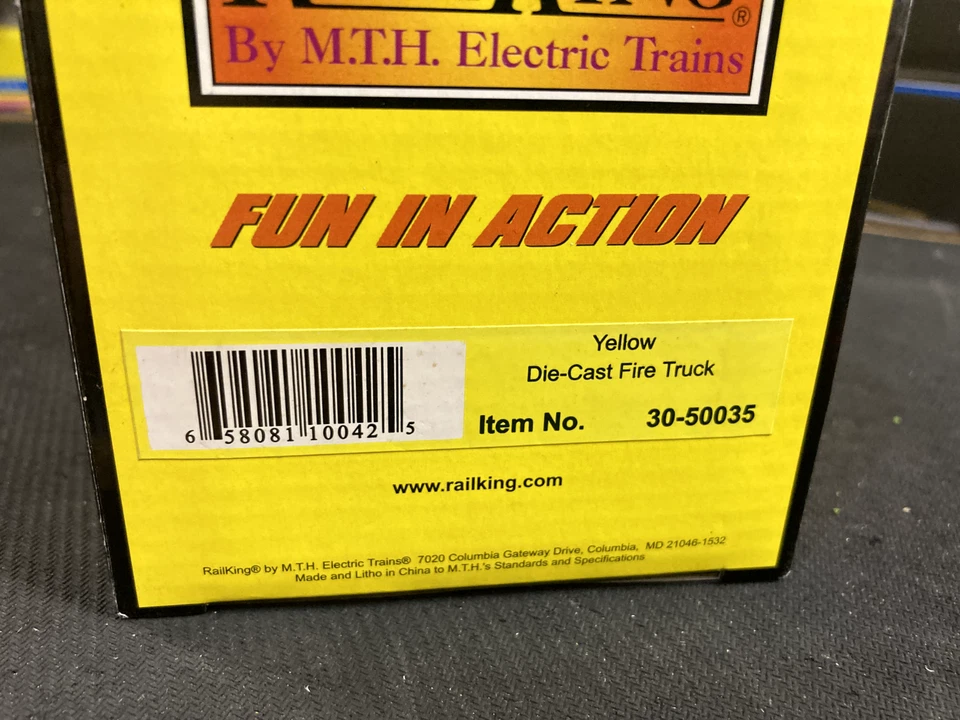 ®
By M.T.H. Electric Trains
FUN IN ACTION
Yellow
Die-Cast Fire Truck
Item No. 30-50035
6 58081 10042 5
www.railking.com
RailKing® by M.T.H. Electric Trains® 7020 Columbia Gateway Drive, Columbia, MD 21046-1532
Made and Litho in China to M.T.H.'s Standards and Specifications